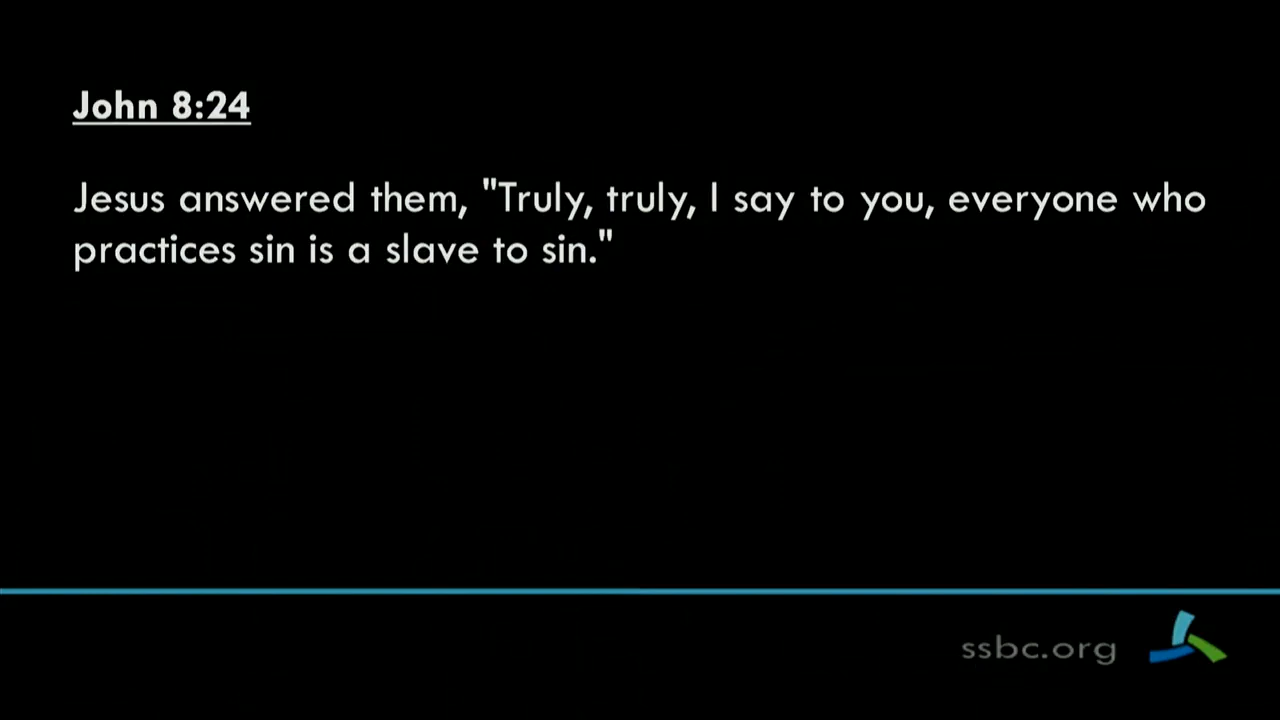 John 8:24
Jesus answered them, "Truly, truly, I say to you, everyone who
practices sin is a slave to sin."
ssbc.org